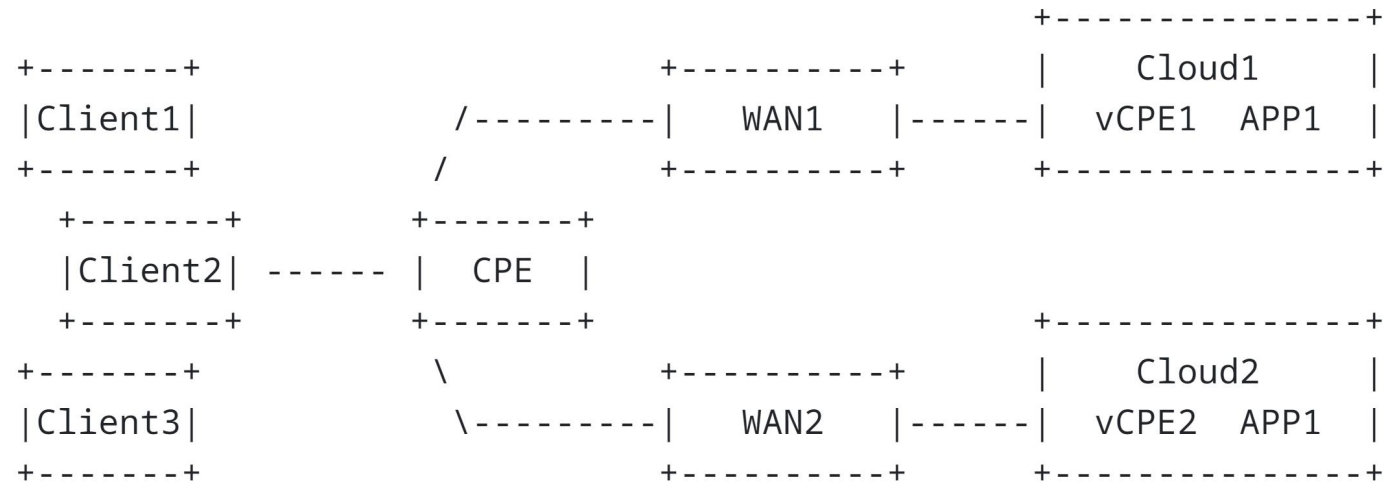 +---------------+
+-------+                       +----------+      |    Cloud1     |
|Client1|            /---------|   WAN1   |------|  vCPE1  APP1  |
+-------+           /           +----------+      +---------------+
  +-------+        +-------+
  |Client2| ------ |  CPE  |
  +-------+        +-------+                      +---------------+
+-------+           \           +----------+      |    Cloud2     |
|Client3|            \---------|   WAN2   |------|  vCPE2  APP1  |
+-------+                       +----------+      +---------------+